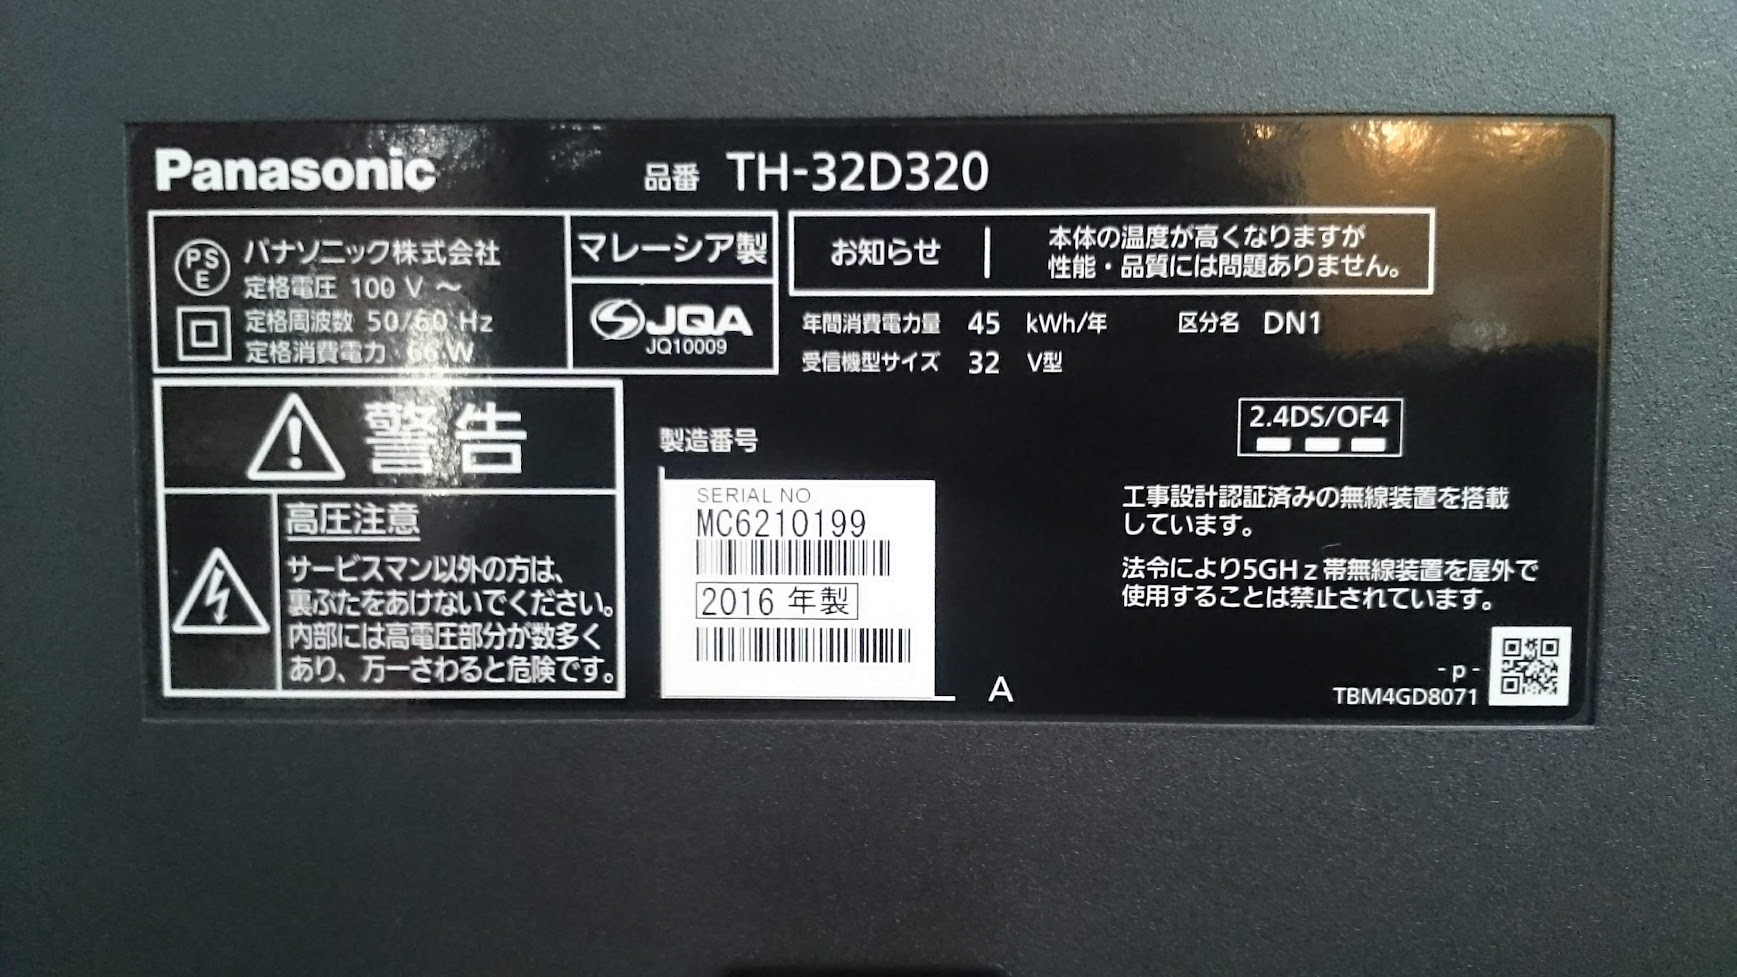 Panasonic
品番 TH-32D320
PS
E
パナソニック株式会社
定格電圧 100 V ～
定格周波数 50/60 Hz
定格消費電力 66 W
マレーシア製
JQA
JQ10009
お知らせ
本体の温度が高くなりますが
性能・品質には問題ありません。
年間消費電力量 45 kWh/年 区分名 DN1
受信機型サイズ 32 V型
警告
高圧注意
サービスマン以外の方は、
裏ぶたをあけないでください。
内部には高電圧部分が数多く
あり、万一さわると危険です。
製造番号
SERIAL NO
MC6210199
2016 年製
A
2.4DS/OF4
工事設計認証済みの無線装置を搭載
しています。
法令により5GHz帯無線装置を屋外で
使用することは禁止されています。
- p -
TBM4GD8071